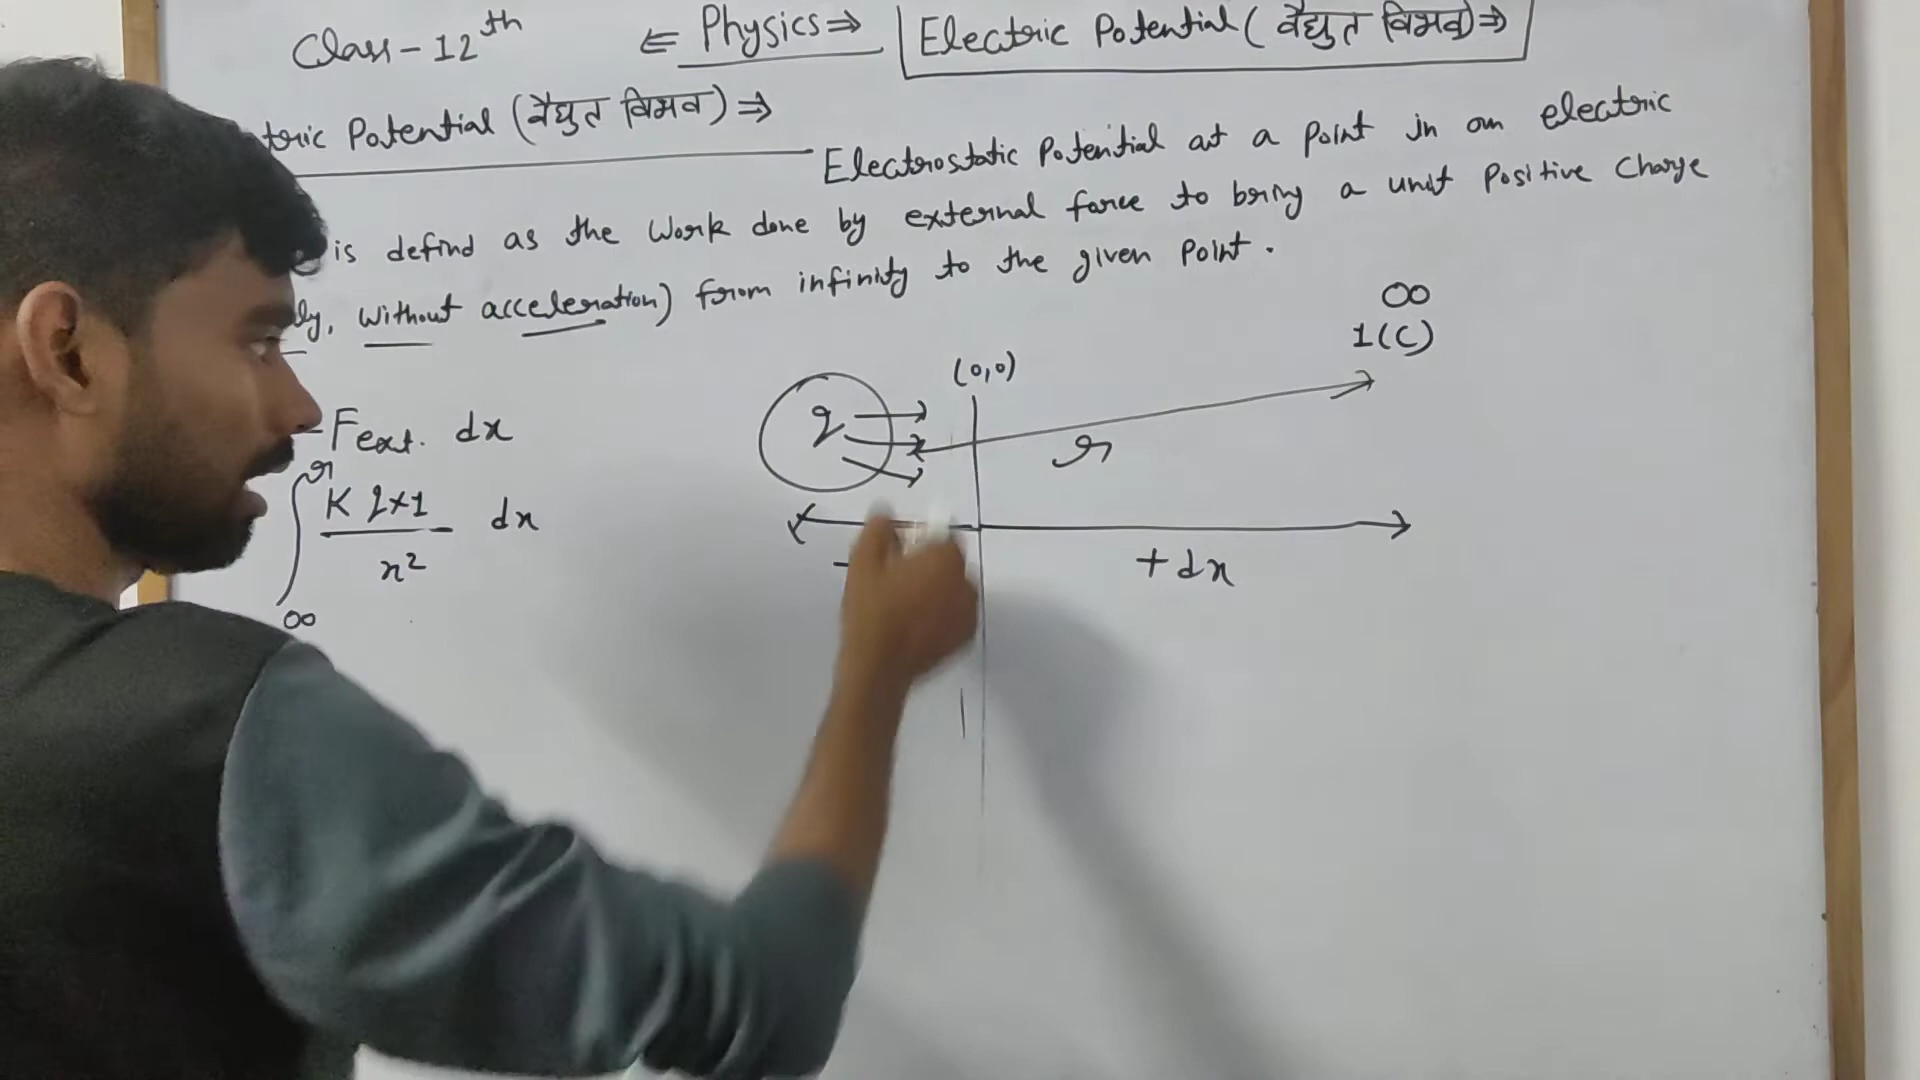 Class-12th ⇐ Physics⇒ Electric Potential (वैद्युत विभव)⇒
tric Potential (वैद्युत विभव)⇒
Electrostatic Potential at a point in an electric
is defind as the work done by external force to bring a unit positive charge
ly, without acceleration) from infinity to the given point.
∞
1(C)
(0,0)
q
r
-Fext. dx
∫ r ∞ K q×1 / x² dx
+dx